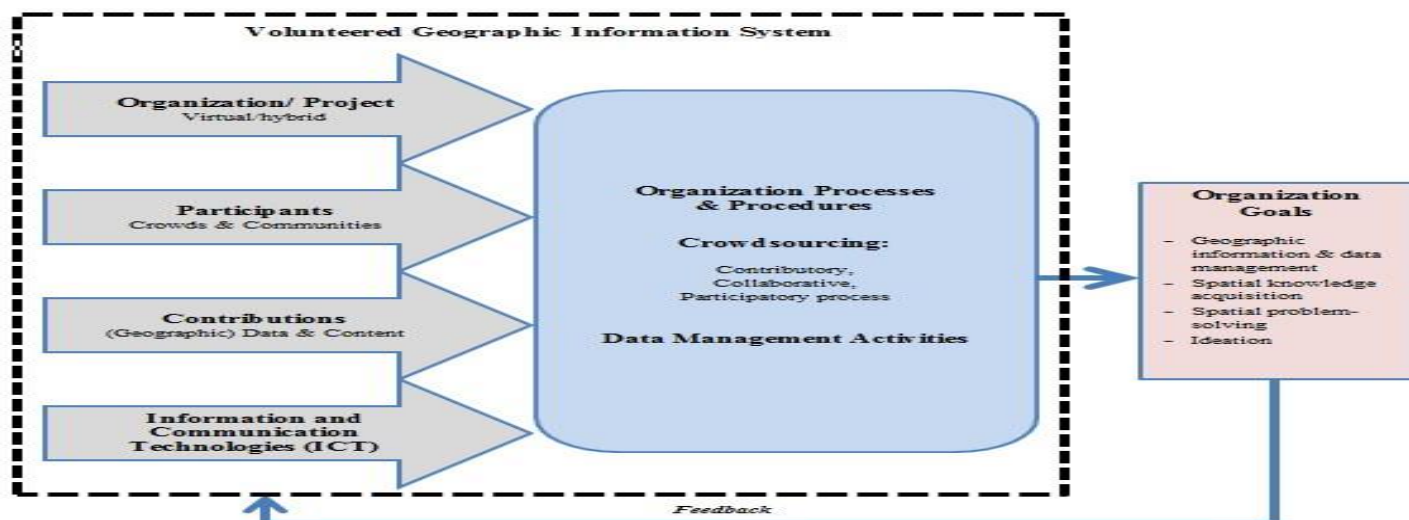 Volunteered Geographic Information System
Organization/ Project
Virtual/hybrid
Participants
Crowds & Communities
Contributions
(Geographic) Data & Content
Information and
Communication
Technologies (ICT)
Organization Processes
& Procedures
Crowdsourcing:
Contributory,
Collaborative,
Participatory process
Data Management Activities
Organization
Goals
– Geographic
information & data
management
– Spatial knowledge
acquisition
– Spatial problem-
solving
– Ideation
Feedback